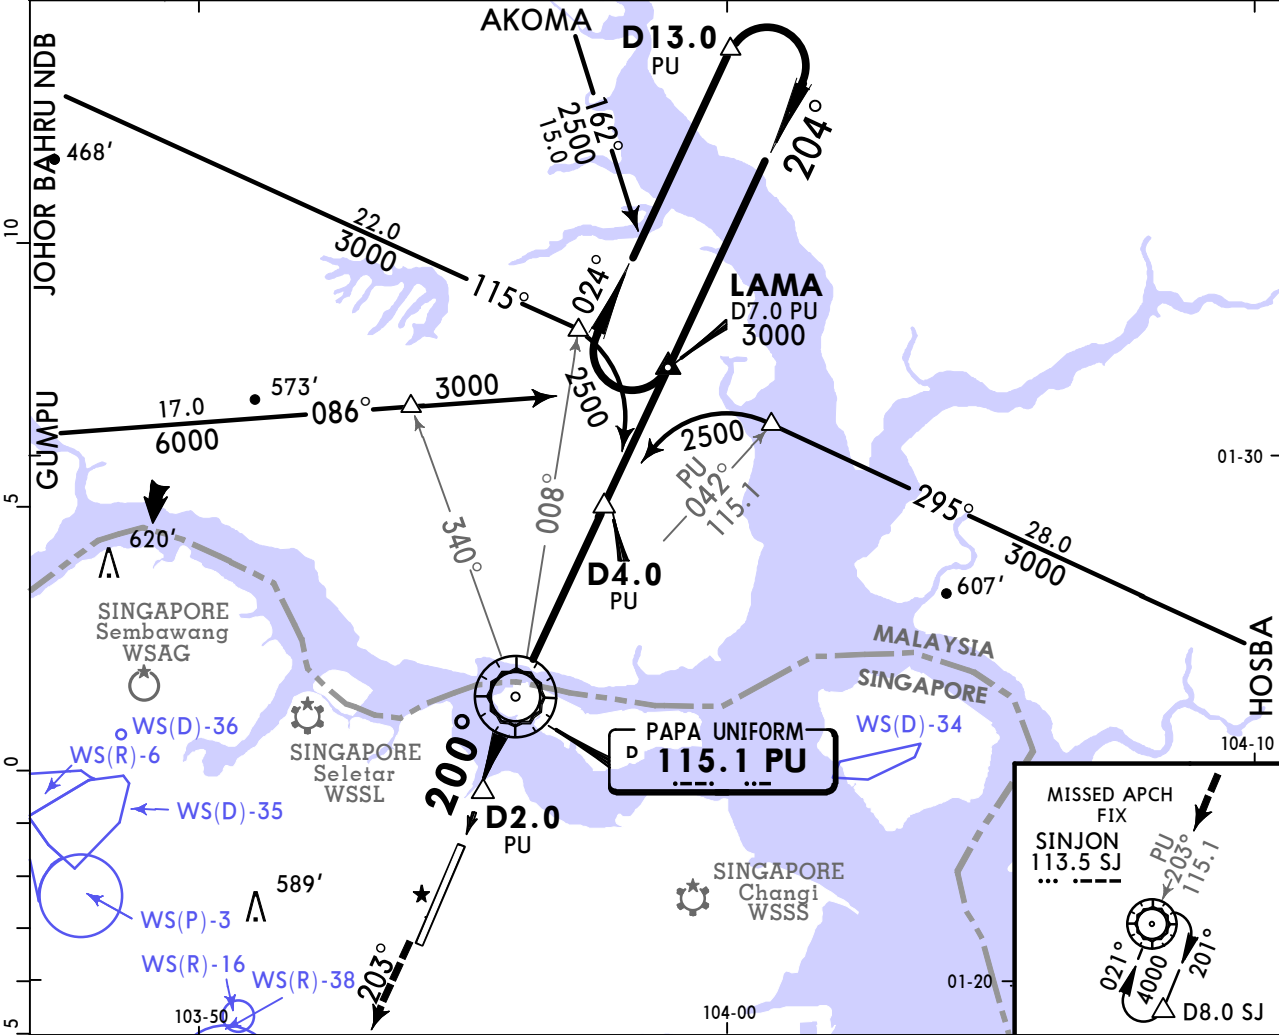 AKOMA
D13.0
PU
JOHOR BAHRU NDB
468'
162°
2500
15.0
204°
22.0
3000
115°
024°
LAMA
D7.0 PU
3000
10
573'
3000
17.0
086°
6000
GUMPU
2500
2500
PU
042°
115.1
01-30
295°
28.0
3000
5
620'
340°
008°
D4.0
PU
607'
SINGAPORE
Sembawang
WSAG
MALAYSIA
SINGAPORE
HOSBA
WS(D)-36
WS(R)-6
SINGAPORE
Seletar
WSSL
200°
PAPA UNIFORM
D
115.1 PU
WS(D)-34
104-10
0
WS(D)-35
D2.0
PU
MISSED APCH
FIX
SINJON
113.5 SJ
PU
203°
115.1
SINGAPORE
Changi
WSSS
589'
WS(P)-3
WS(R)-16
WS(R)-38
203°
01-20
021°
4000
201°
D8.0 SJ
5
103-50
104-00